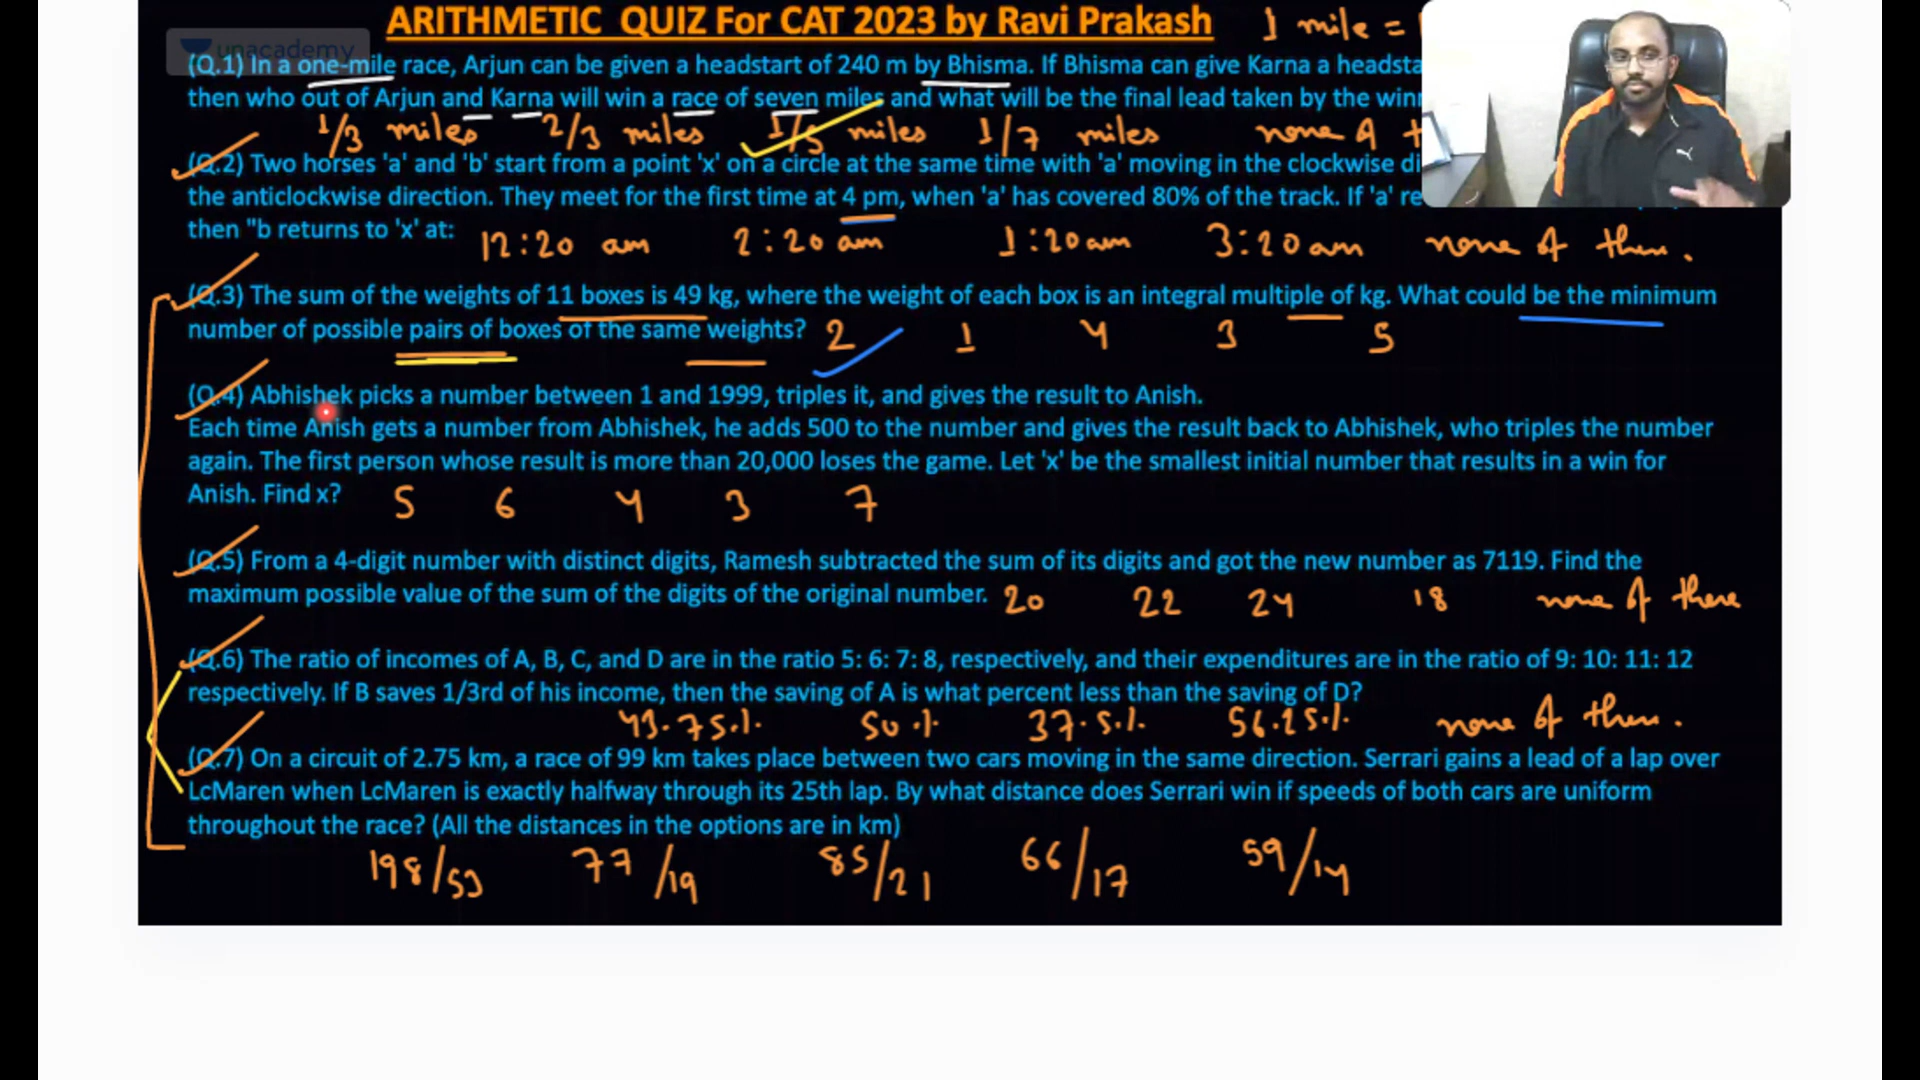 ARITHMETIC QUIZ For CAT 2023 by Ravi Prakash 1 mile =
unacademy
(Q.1) In a one-mile race, Arjun can be given a headstart of 240 m by Bhisma. If Bhisma can give Karna a headsta
then who out of Arjun and Karna will win a race of seven miles and what will be the final lead taken by the win
1/3 miles 2/3 miles 1/5 miles 1/7 miles none of
(Q.2) Two horses 'a' and 'b' start from a point 'x' on a circle at the same time with 'a' moving in the clockwise di
the anticlockwise direction. They meet for the first time at 4 pm, when 'a' has covered 80% of the track. If 'a' re
then "b returns to 'x' at: 12:20 am 2:20 am 1:20 am 3:20 am none of them.
(Q.3) The sum of the weights of 11 boxes is 49 kg, where the weight of each box is an integral multiple of kg. What could be the minimum
number of possible pairs of boxes of the same weights? 2 1 4 3 5
(Q.4) Abhishek picks a number between 1 and 1999, triples it, and gives the result to Anish.
Each time Anish gets a number from Abhishek, he adds 500 to the number and gives the result back to Abhishek, who triples the number
again. The first person whose result is more than 20,000 loses the game. Let 'x' be the smallest initial number that results in a win for
Anish. Find x? 5 6 4 3 7
(Q.5) From a 4-digit number with distinct digits, Ramesh subtracted the sum of its digits and got the new number as 7119. Find the
maximum possible value of the sum of the digits of the original number. 20 22 24 18 none of these
(Q.6) The ratio of incomes of A, B, C, and D are in the ratio 5: 6: 7: 8, respectively, and their expenditures are in the ratio of 9: 10: 11: 12
respectively. If B saves 1/3rd of his income, then the saving of A is what percent less than the saving of D?
43.75.1. 50.1. 37.5.1. 56.25.1. none of them.
(Q.7) On a circuit of 2.75 km, a race of 99 km takes place between two cars moving in the same direction. Serrari gains a lead of a lap over
LcMaren when LcMaren is exactly halfway through its 25th lap. By what distance does Serrari win if speeds of both cars are uniform
throughout the race? (All the distances in the options are in km)
198/53 77/19 85/21 66/17 59/14